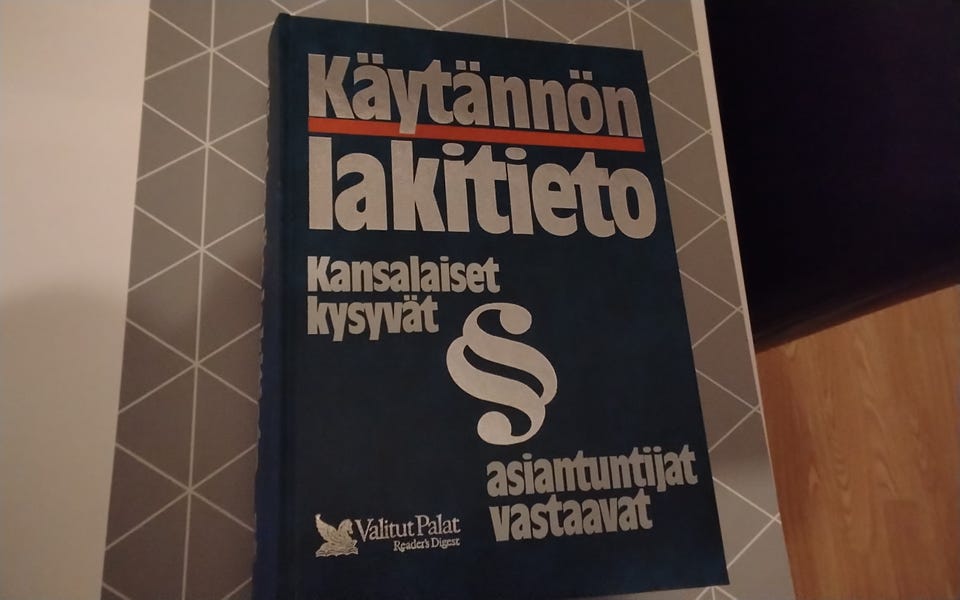 Käytännön
lakitieto
Kansalaiset
kysyvät
§
asiantuntijat
vastaavat
Valitut Palat
Reader's Digest